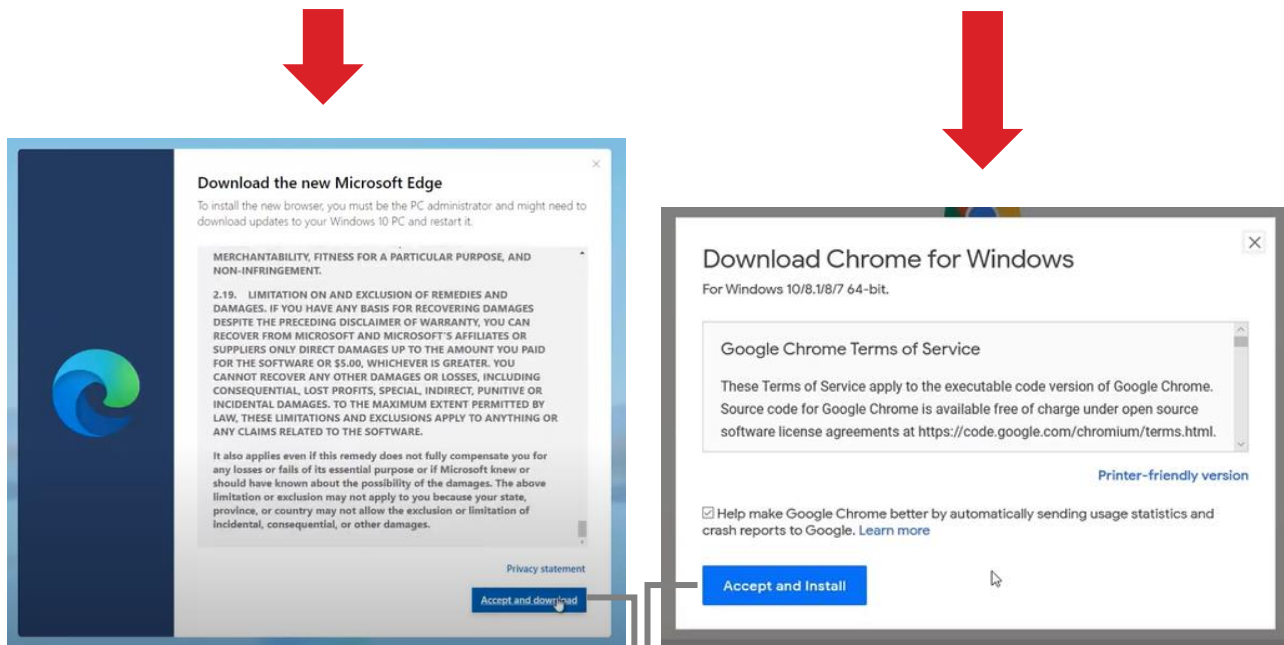 Download the new Microsoft Edge
To install the new browser, you must be the PC administrator and might need to
download updates to your Windows 10 PC and restart it.
MERCHANTABILITY, FITNESS FOR A PARTICULAR PURPOSE, AND
NON-INFRINGEMENT.
2.19. LIMITATION ON AND EXCLUSION OF REMEDIES AND
DAMAGES. IF YOU HAVE ANY BASIS FOR RECOVERING DAMAGES
DESPITE THE PRECEDING DISCLAIMER OF WARRANTY, YOU CAN
RECOVER FROM MICROSOFT AND MICROSOFT'S AFFILIATES OR
SUPPLIERS ONLY DIRECT DAMAGES UP TO THE AMOUNT YOU PAID
FOR THE SOFTWARE OR $5.00, WHICHEVER IS GREATER. YOU
CANNOT RECOVER ANY OTHER DAMAGES OR LOSSES, INCLUDING
CONSEQUENTIAL, LOST PROFITS, SPECIAL, INDIRECT, PUNITIVE OR
INCIDENTAL DAMAGES. TO THE MAXIMUM EXTENT PERMITTED BY
LAW, THESE LIMITATIONS AND EXCLUSIONS APPLY TO ANYTHING OR
ANY CLAIMS RELATED TO THE SOFTWARE.
It also applies even if this remedy does not fully compensate you for
any losses or fails of its essential purpose or if Microsoft knew or
should have known about the possibility of the damages. The above
limitation or exclusion may not apply to you because your state,
province, or country may not allow the exclusion or limitation of
incidental, consequential, or other damages.
Privacy statement
Accept and download
Download Chrome for Windows
For Windows 10/8.1/8/7 64-bit.
Google Chrome Terms of Service
These Terms of Service apply to the executable code version of Google Chrome.
Source code for Google Chrome is available free of charge under open source
software license agreements at https://code.google.com/chromium/terms.html.
Printer-friendly version
Help make Google Chrome better by automatically sending usage statistics and
crash reports to Google. Learn more
Accept and Install